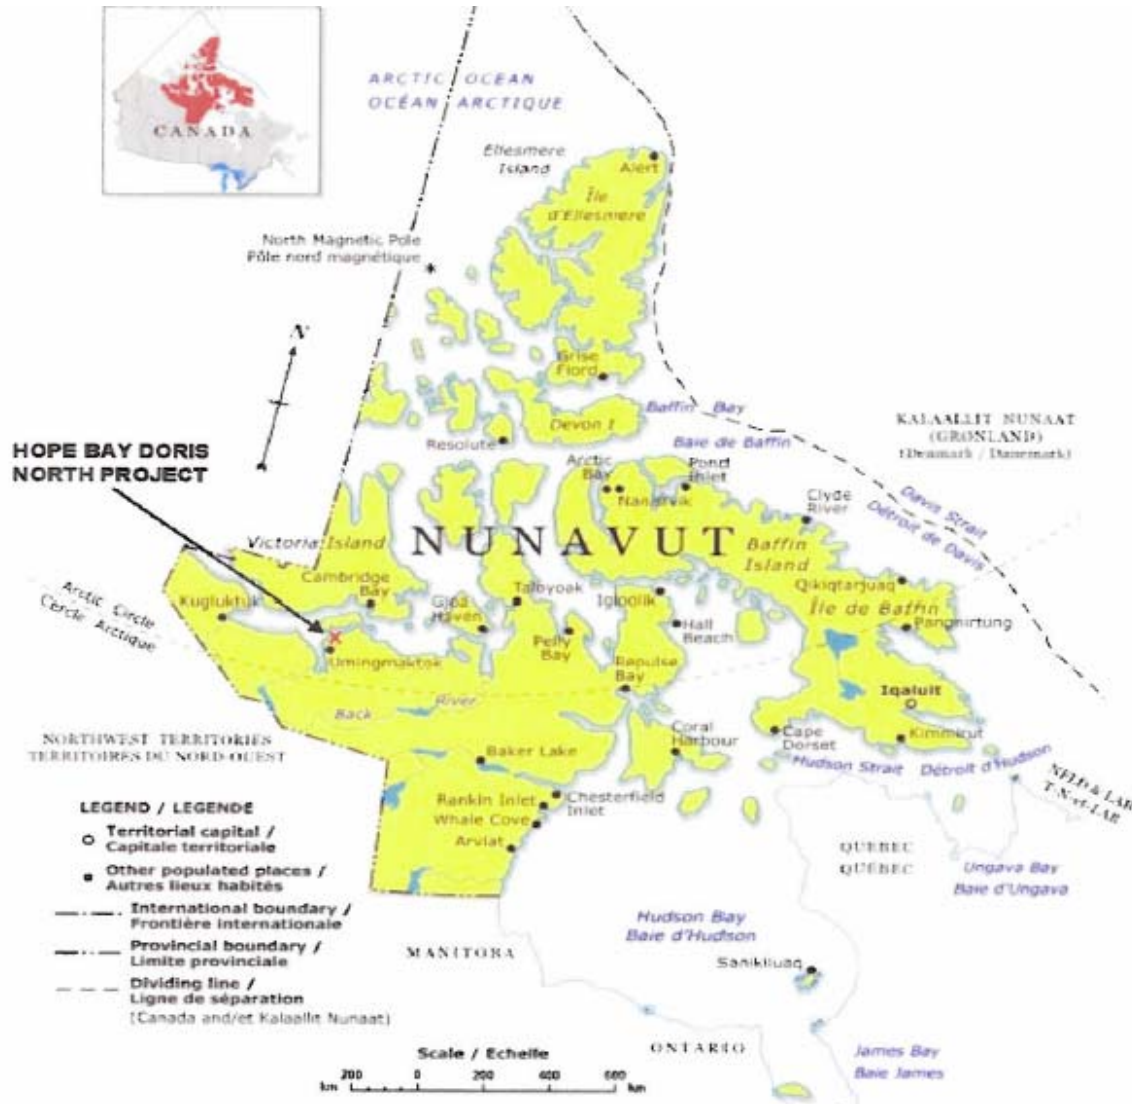 CANADA
ARCTIC OCEAN
OCÉAN ARCTIQUE
Ellesmere
Island
Alert
Île
d'Ellesmere
North Magnetic Pole
Pôle nord magnétique
N
Grise
Fiord
Devon I
Baffin Bay
Baie de Baffin
KALAALLIT NUNAAT
(GRØNLAND)
(Denmark / Danemark)
Resolute
HOPE BAY DORIS
NORTH PROJECT
Arctic
Bay
Nanisivik
Pond
Inlet
Clyde
River
Davis Strait
Détroit de Davis
NUNAVUT
Victoria Island
Baffin
Island
Cambridge
Bay
Taloyoak
Qikiqtarjuaq
Arctic Circle
Cercle Arctique
Kugluktuk
Gjoa
Haven
Igloolik
Île de Baffin
Hall
Beach
Pangnirtung
Umingmaktok
Pelly
Bay
Repulse
Bay
Back River
Iqaluit
NORTHWEST TERRITORIES
TERRITOIRES DU NORD-OUEST
Coral
Harbour
Cape
Dorset
Kimmirut
Baker Lake
Hudson Strait Détroit d'Hudson
NFLD & LAB
T.-N.-et-LAB
Rankin Inlet
Chesterfield
Inlet
Whale Cove
Arviat
QUEBEC
QUÉBEC
Ungava Bay
Baie d'Ungava
LEGEND / LEGENDE
Territorial capital /
Capitale territoriale
Other populated places /
Autres lieux habités
International boundary /
Frontière internationale
Provincial boundary /
Limite provinciale
Dividing line /
Ligne de séparation
(Canada and/et Kalaallit Nunaat)
Hudson Bay
Baie d'Hudson
MANITOBA
Sanikiluaq
ONTARIO
James Bay
Baie James
Scale / Echelle
200 0 200 400 600
km km